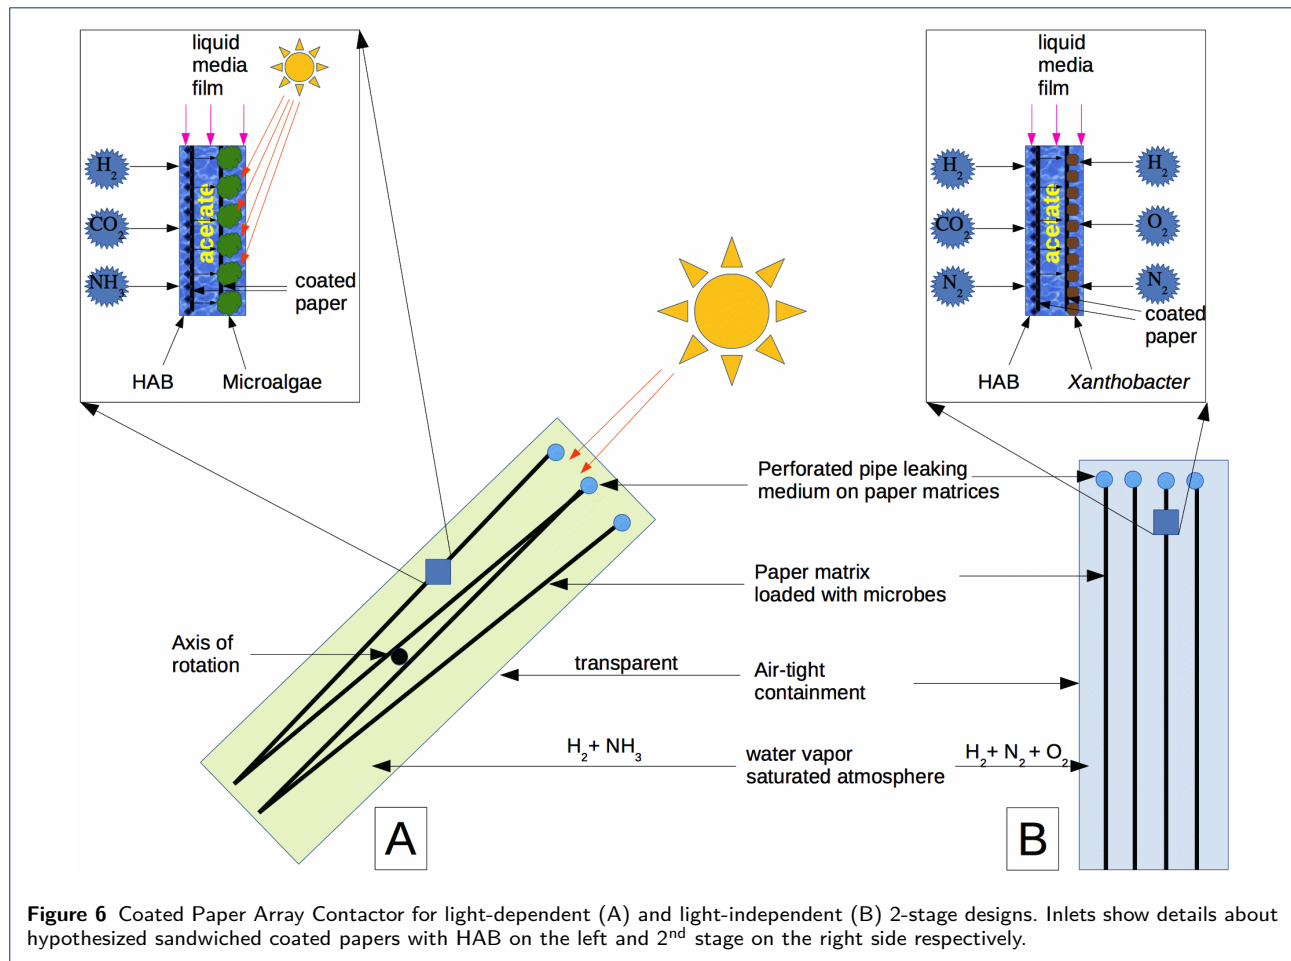 liquid
media
film
H2
CO2
NH3
acetate
coated
paper
HAB
Microalgae
liquid
media
film
H2
CO2
N2
acetate
H2
O2
N2
coated
paper
HAB
Xanthobacter
Perforated pipe leaking
medium on paper matrices
Paper matrix
loaded with microbes
Axis of
rotation
transparent
Air-tight
containment
H2+ NH3
water vapor
saturated atmosphere
H2+ N2 + O2
A
B
Figure 6 Coated Paper Array Contactor for light-dependent (A) and light-independent (B) 2-stage designs. Inlets show details about
hypothesized sandwiched coated papers with HAB on the left and 2nd stage on the right side respectively.